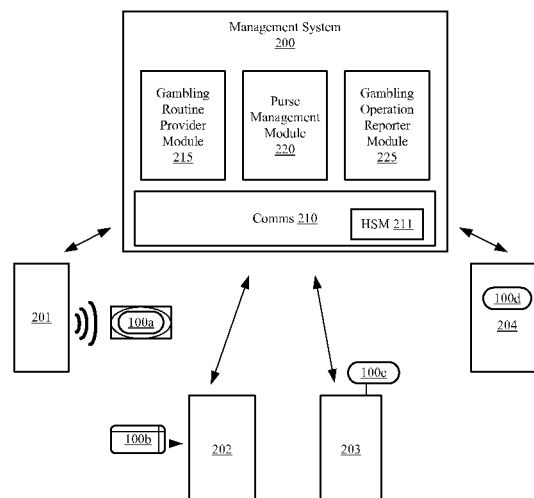 Management System
200
Gambling
Routine
Provider
Module
215
Purse
Management
Module
220
Gambling
Operation
Reporter
Module
225
Comms 210
HSM 211
201
100a
100d
204
100c
100b
202
203